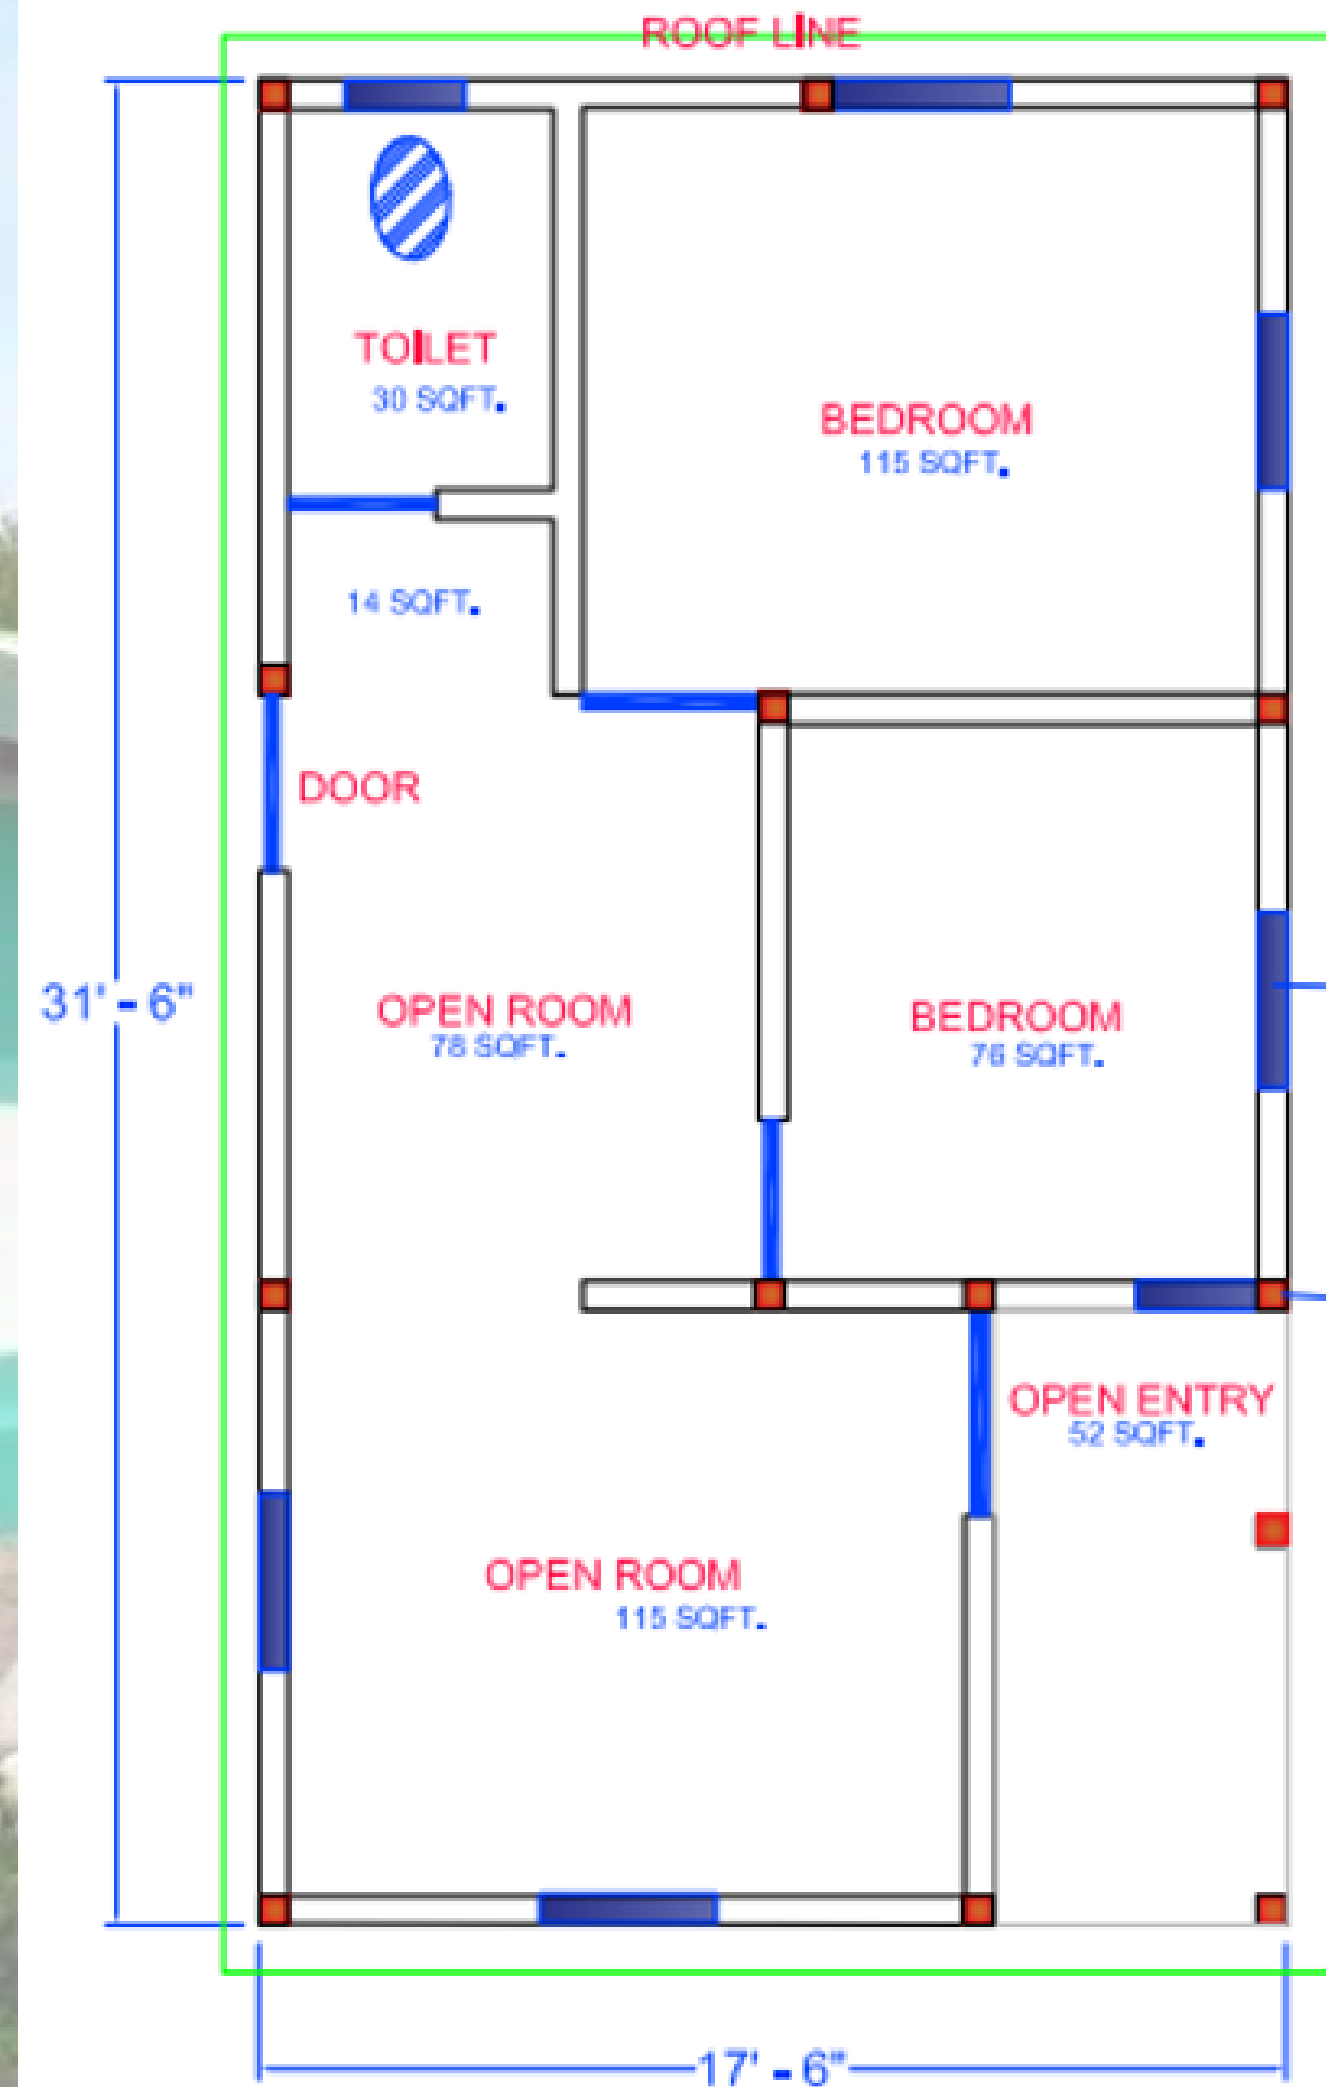 ROOF LINE
TOILET
30 SQFT.
BEDROOM
115 SQFT.
14 SQFT.
DOOR
31' - 6"
OPEN ROOM
78 SQFT.
BEDROOM
76 SQFT.
OPEN ENTRY
52 SQFT.
OPEN ROOM
115 SQFT.
17' - 6"